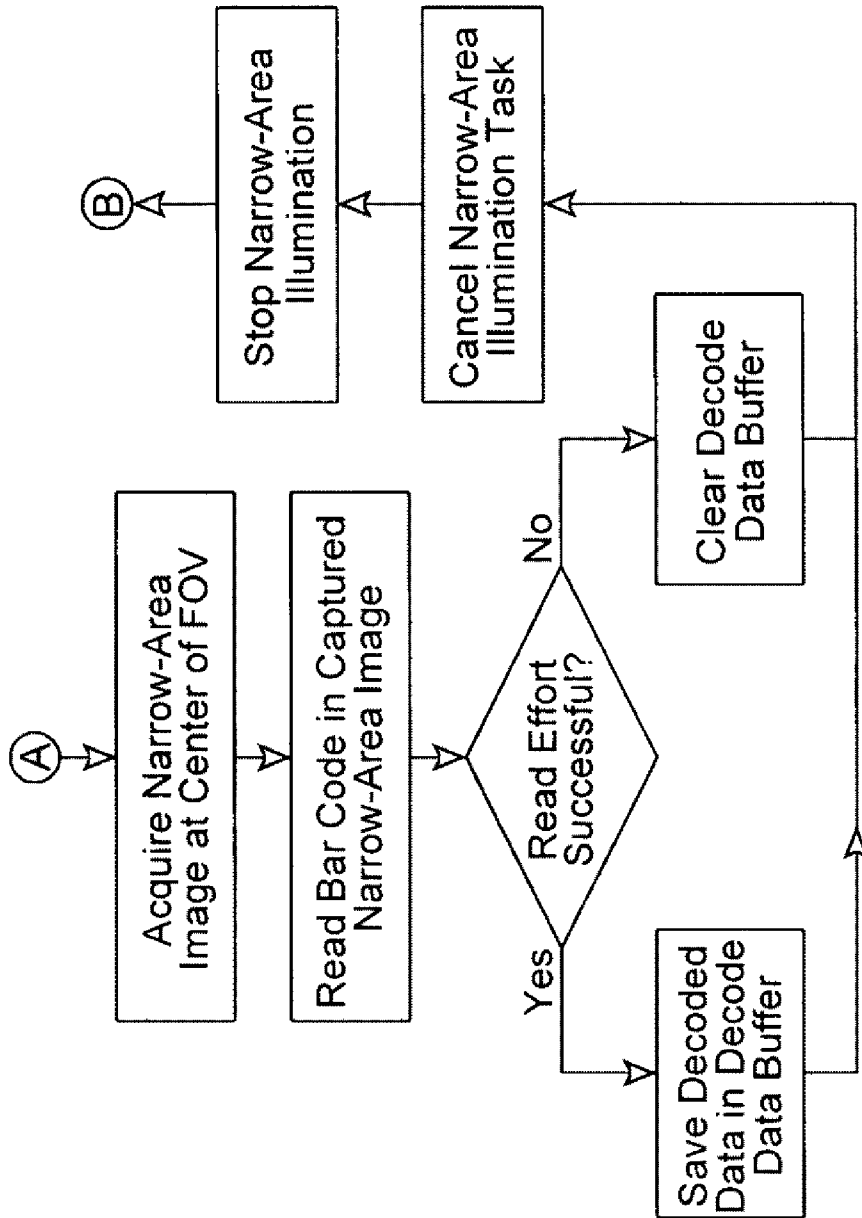 A
Acquire Narrow-Area
Image at Center of FOV
Read Bar Code in Captured
Narrow-Area Image
Read Effort
Successful?
Yes
No
Save Decoded
Data in Decode
Data Buffer
Clear Decode
Data Buffer
Cancel Narrow-Area
Illumination Task
Stop Narrow-Area
Illumination
B